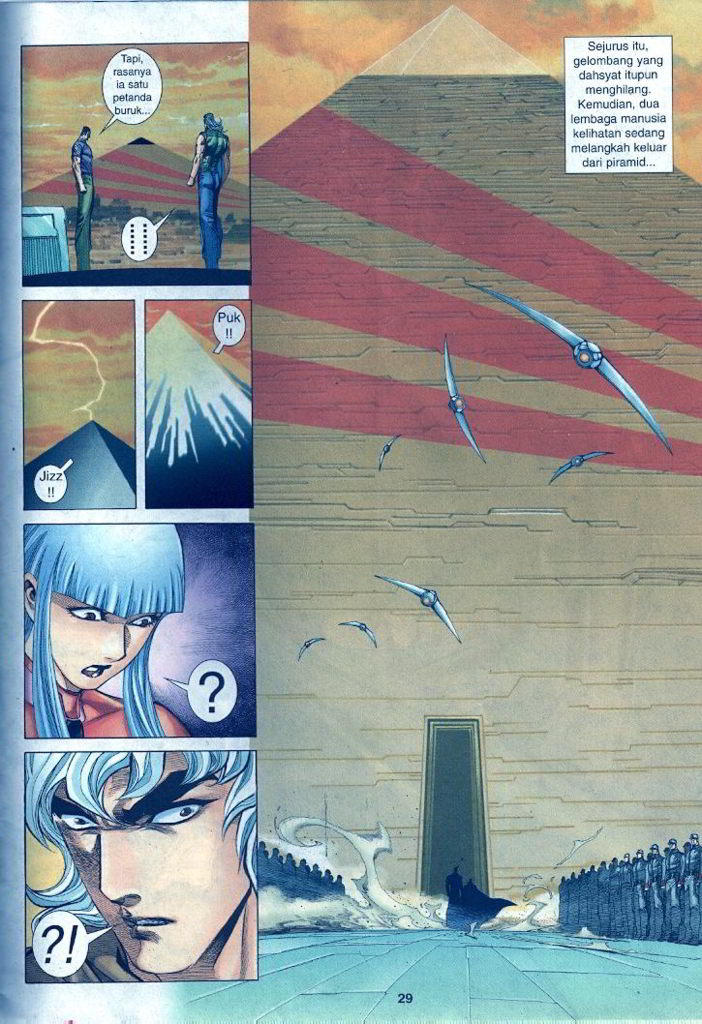 Tapi,
rasanya
ia satu
petanda
buruk...
Sejurus itu,
gelombang yang
dahsyat itupun
menghilang.
Kemudian, dua
lembaga manusia
kelihatan sedang
melangkah keluar
dari piramid...
Jizz
!!
Puk
!!
?
?!
29